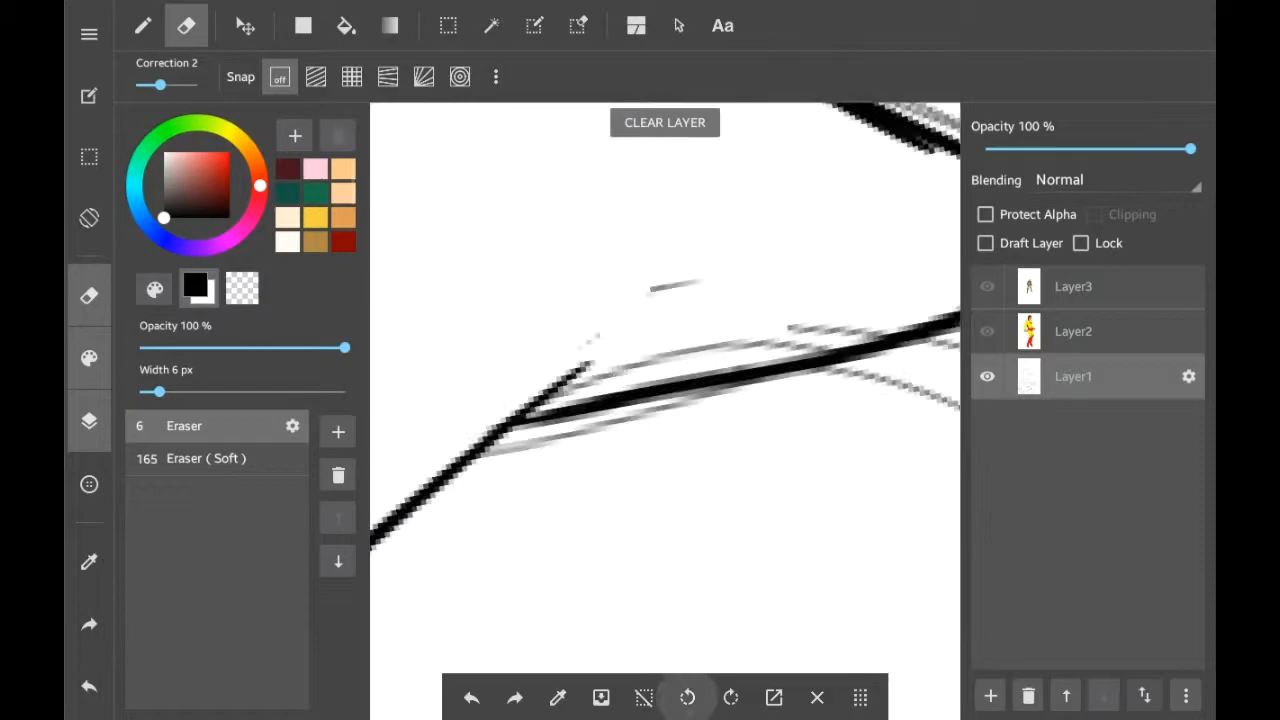 Aa
Correction 2
Snap
off
CLEAR LAYER
Opacity 100 %
Width 6 px
6 Eraser
165 Eraser ( Soft )
Opacity 100 %
Blending Normal
Protect Alpha Clipping
Draft Layer Lock
Layer3
Layer2
Layer1